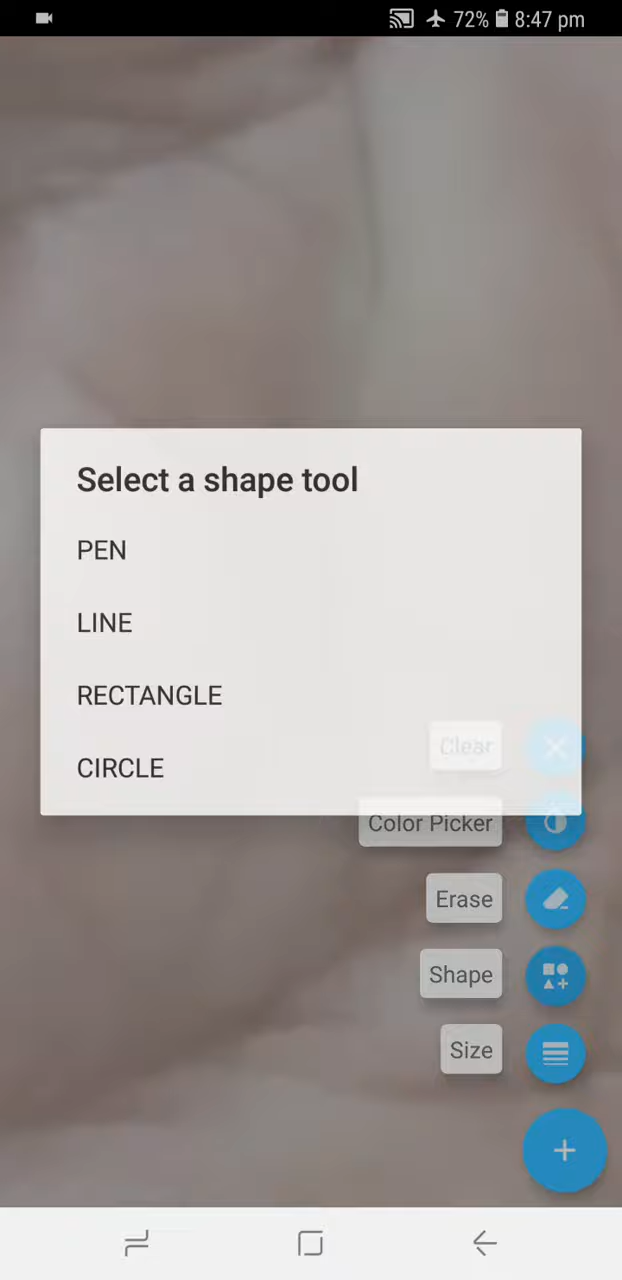 72% 8:47 pm
Select a shape tool
PEN
LINE
RECTANGLE
CIRCLE
Clear
Color Picker
Erase
Shape
Size